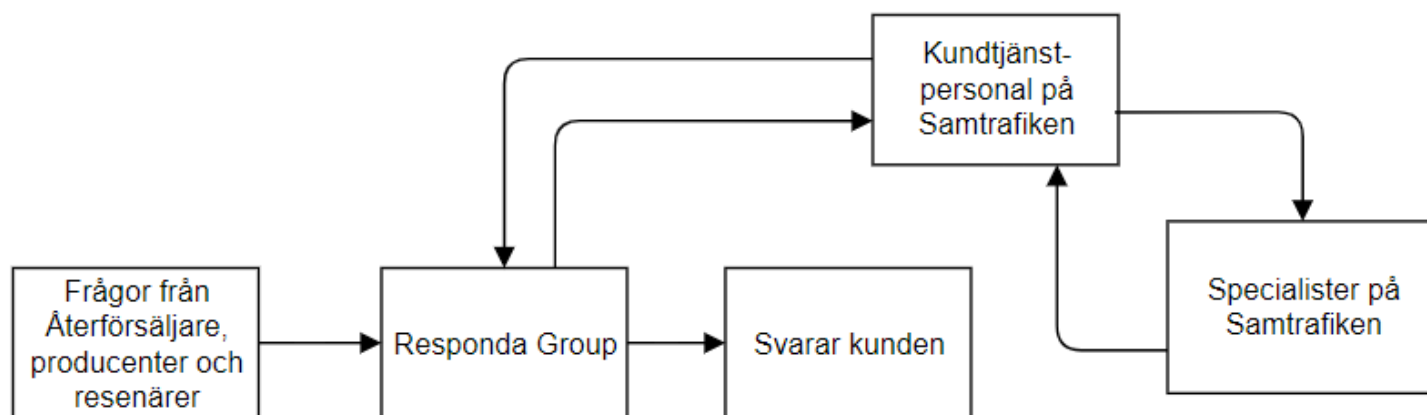 Kundtjänst-
personal på
Samtrafiken
Specialister på
Samtrafiken
Frågor från
Återförsäljare,
producenter och
resenärer
Responda Group
Svarar kunden